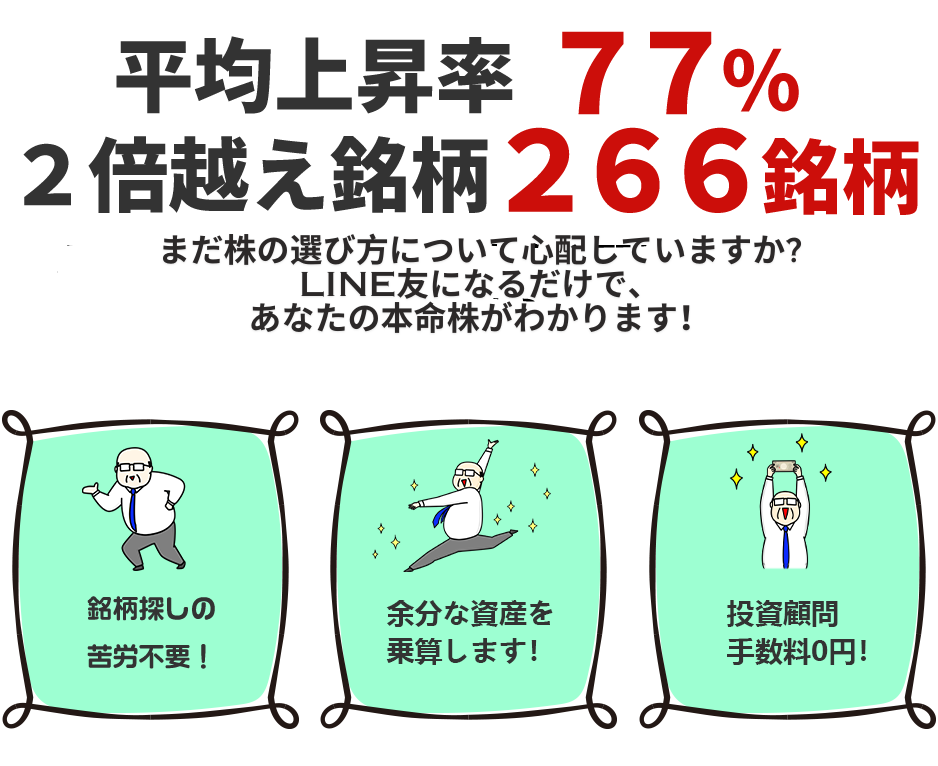 平均上昇率 77%
2倍越え銘柄266銘柄
まだ株の選び方について心配していますか?
LINE友になるだけで、
あなたの本命株がわかります!
銘柄探しの
苦労不要！
余分な資産を
乗算します!
投資顧問
手数料0円!